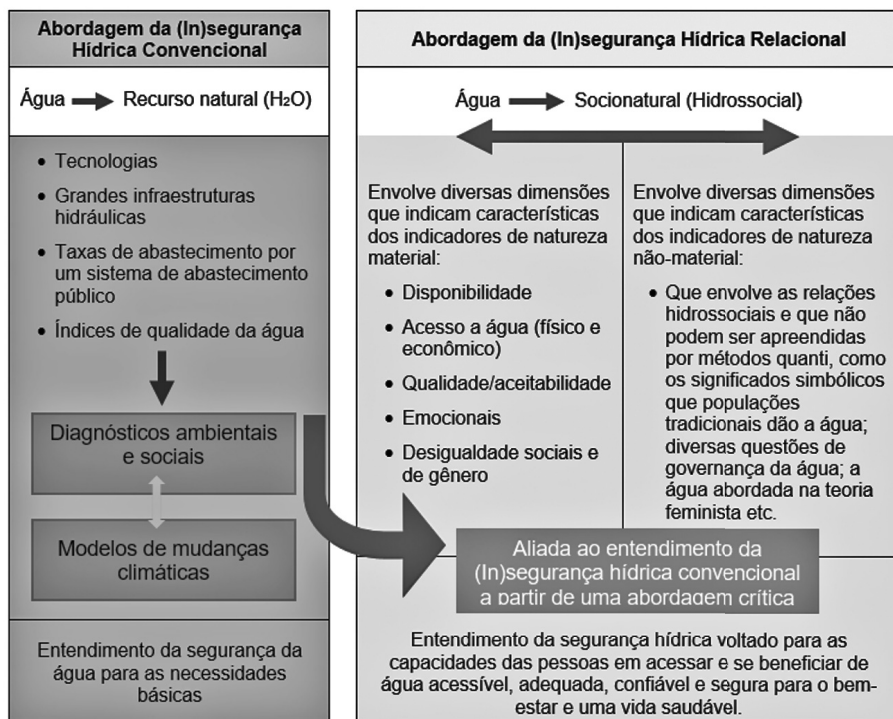 Abordagem da (In)segurança
Hídrica Convencional
Água
Recurso natural (H₂O)
• Tecnologias
• Grandes infraestruturas
hidráulicas
• Taxas de abastecimento por
um sistema de abastecimento
público
• Índices de qualidade da água
Diagnósticos ambientais
e sociais
Modelos de mudanças
climáticas
Entendimento da segurança da
água para as necessidades
básicas
Abordagem da (In)segurança Hídrica Relacional
Água
Socionatural (Hidrossocial)
Envolve diversas dimensões
que indicam características
dos indicadores de natureza
material:
• Disponibilidade
• Acesso a água (físico e
econômico)
• Qualidade/aceitabilidade
• Emocionais
• Desigualdade sociais e
de gênero
Envolve diversas dimensões
que indicam características
dos indicadores de natureza
não-material:
• Que envolve as relações
hidrossociais e que não
podem ser apreendidas
por métodos quanti, como
os significados simbólicos
que populações
tradicionais dão a água;
diversas questões de
governança da água; a
água abordada na teoria
feminista etc.
Aliada ao entendimento da
(In)segurança hídrica convencional
a partir de uma abordagem crítica
Entendimento da segurança hídrica voltado para as
capacidades das pessoas em acessar e se beneficiar de
água acessível, adequada, confiável e segura para o bem-
estar e uma vida saudável.